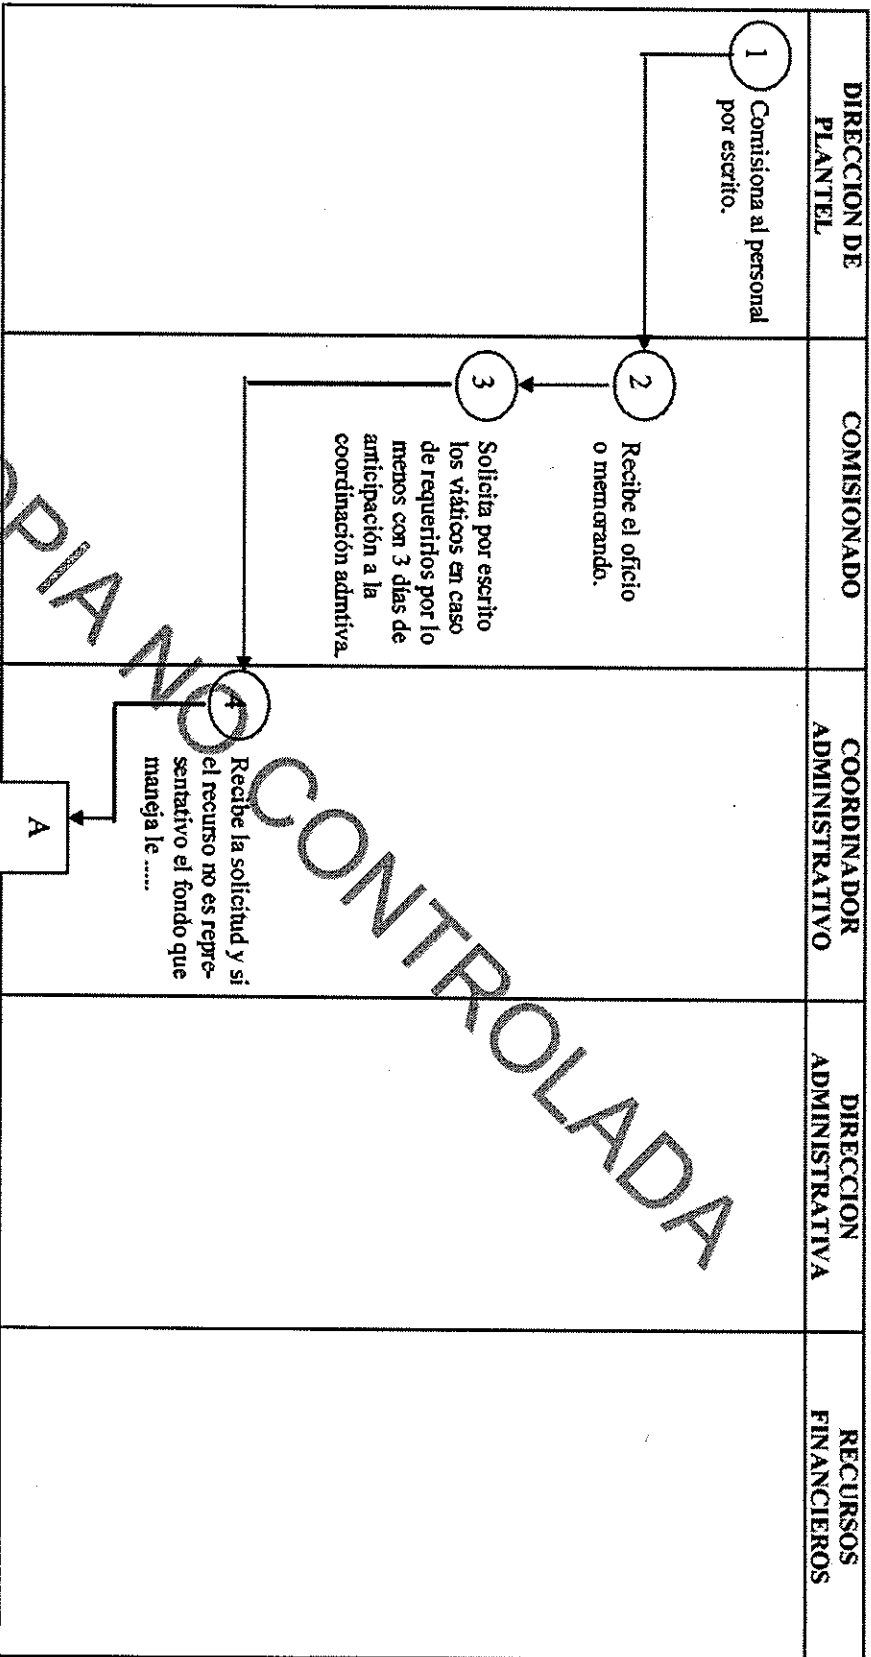 DIRECCION DE
PLANTEL
COMISIONADO
COORDINADOR
ADMINISTRATIVO
DIRECCION
ADMINISTRATIVA
RECURSOS
FINANCIEROS
1
Comisiona al personal
por escrito.
2
Recibe el oficio
o memorando.
3
Solicita por escrito
los viáticos en caso
de requerirlos por lo
menos con 3 días de
anticipación a la
coordinación admtiva.
4
Recibe la solicitud y si
el recurso no es repre-
sentativo el fondo que
maneja le .....
A
OPIA NO CONTROLADA